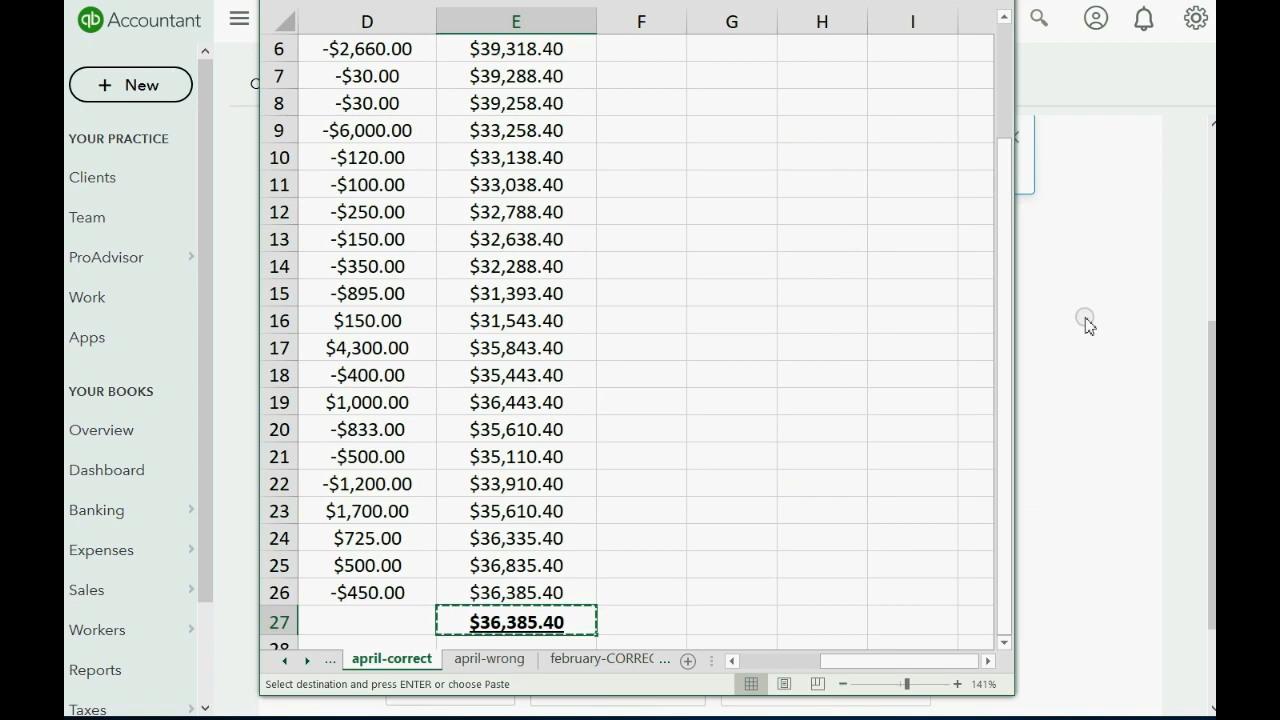 qb Accountant
D E F G H I
6 -$2,660.00 $39,318.40
7 -$30.00 $39,288.40
+ New
8 -$30.00 $39,258.40
9 -$6,000.00 $33,258.40
YOUR PRACTICE
10 -$120.00 $33,138.40
Clients
11 -$100.00 $33,038.40
Team
12 -$250.00 $32,788.40
13 -$150.00 $32,638.40
ProAdvisor
14 -$350.00 $32,288.40
Work
15 -$895.00 $31,393.40
16 $150.00 $31,543.40
Apps
17 $4,300.00 $35,843.40
18 -$400.00 $35,443.40
YOUR BOOKS
19 $1,000.00 $36,443.40
Overview
20 -$833.00 $35,610.40
21 -$500.00 $35,110.40
Dashboard
22 -$1,200.00 $33,910.40
Banking
23 $1,700.00 $35,610.40
24 $725.00 $36,335.40
Expenses
25 $500.00 $36,835.40
Sales
26 -$450.00 $36,385.40
27 $36,385.40
Workers
28
... april-correct april-wrong february-CORREC ...
Reports
Select destination and press ENTER or choose Paste 141%
Taxes